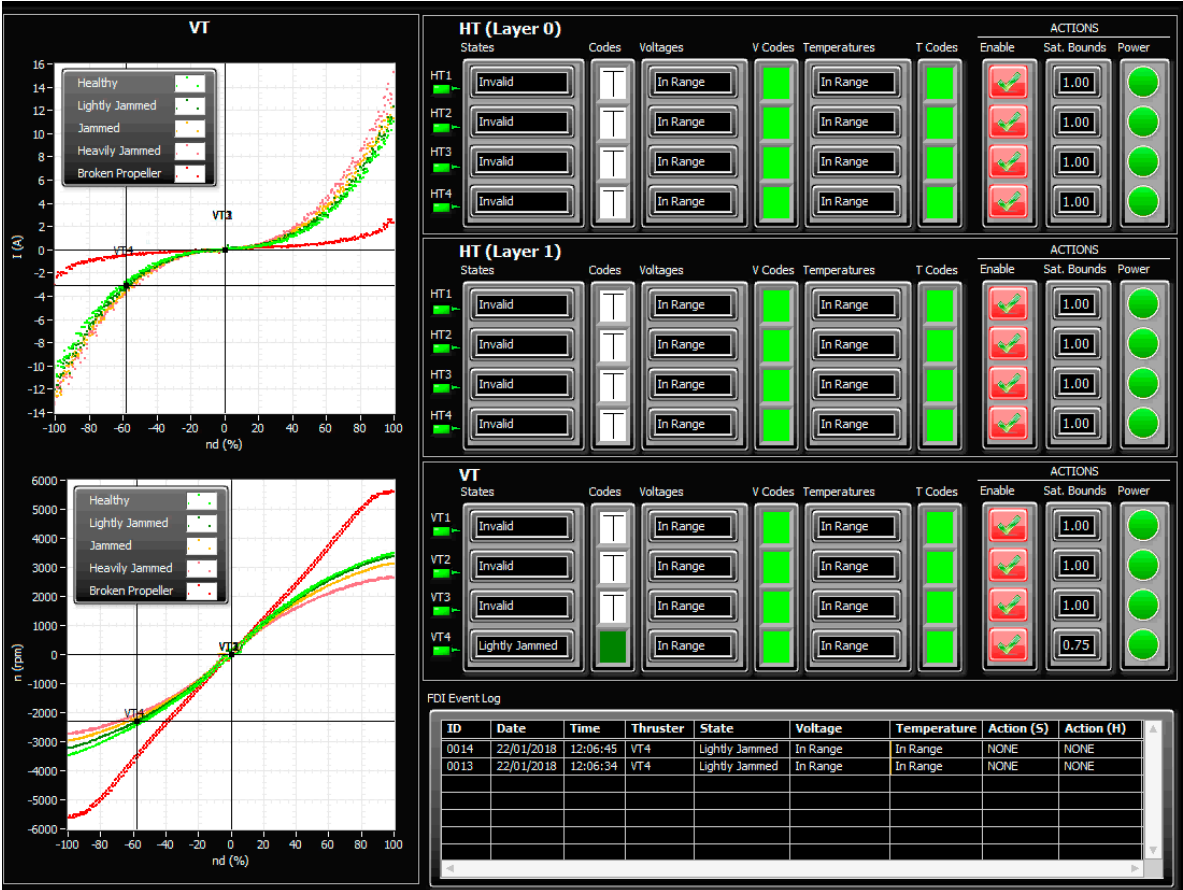 VT
16
14
12
10
8
6
4
2
0
-2
-4
-6
-8
-10
-12
-14
I (A)
Healthy
Lightly Jammed
Jammed
Heavily Jammed
Broken Propeller
VT4
-100 -80 -60 -40 -20 0 20 40 60 80 100
nd (%)
6000
5000
4000
3000
2000
1000
0
-1000
-2000
-3000
-4000
-5000
-6000
n (rpm)
Healthy
Lightly Jammed
Jammed
Heavily Jammed
Broken Propeller
VT4
-100 -80 -60 -40 -20 0 20 40 60 80 100
nd (%)
HT (Layer 0) ACTIONS
States Codes Voltages V Codes Temperatures T Codes Enable Sat. Bounds Power
HT1 Invalid T In Range In Range 1.00
HT2 Invalid T In Range In Range 1.00
HT3 Invalid T In Range In Range 1.00
HT4 Invalid T In Range In Range 1.00
HT (Layer 1) ACTIONS
States Codes Voltages V Codes Temperatures T Codes Enable Sat. Bounds Power
HT1 Invalid T In Range In Range 1.00
HT2 Invalid T In Range In Range 1.00
HT3 Invalid T In Range In Range 1.00
HT4 Invalid T In Range In Range 1.00
VT ACTIONS
States Codes Voltages V Codes Temperatures T Codes Enable Sat. Bounds Power
VT1 Invalid T In Range In Range 1.00
VT2 Invalid T In Range In Range 1.00
VT3 Invalid T In Range In Range 1.00
VT4 Lightly Jammed In Range In Range 0.75
FDI Event Log
ID Date Time Thruster State Voltage Temperature Action (S) Action (H)
0014 22/01/2018 12:06:45 VT4 Lightly Jammed In Range In Range NONE NONE
0013 22/01/2018 12:06:34 VT4 Lightly Jammed In Range In Range NONE NONE